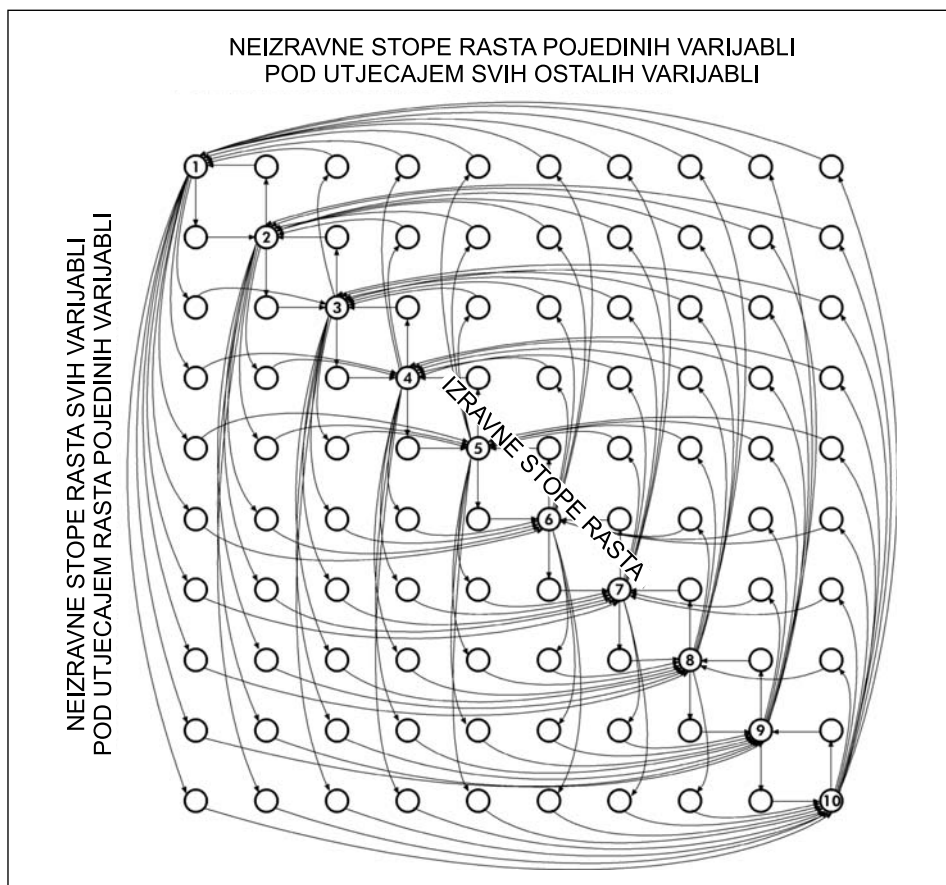 NEIZRAVNE STOPE RASTA POJEDINIH VARIJABLI
POD UTJECAJEM SVIH OSTALIH VARIJABLI
NEIZRAVNE STOPE RASTA SVIH VARIJABLI
POD UTJECAJEM RASTA POJEDINIH VARIJABLI
1
2
3
4
IZRAVNE STOPE RASTA
5
6
7
8
9
10